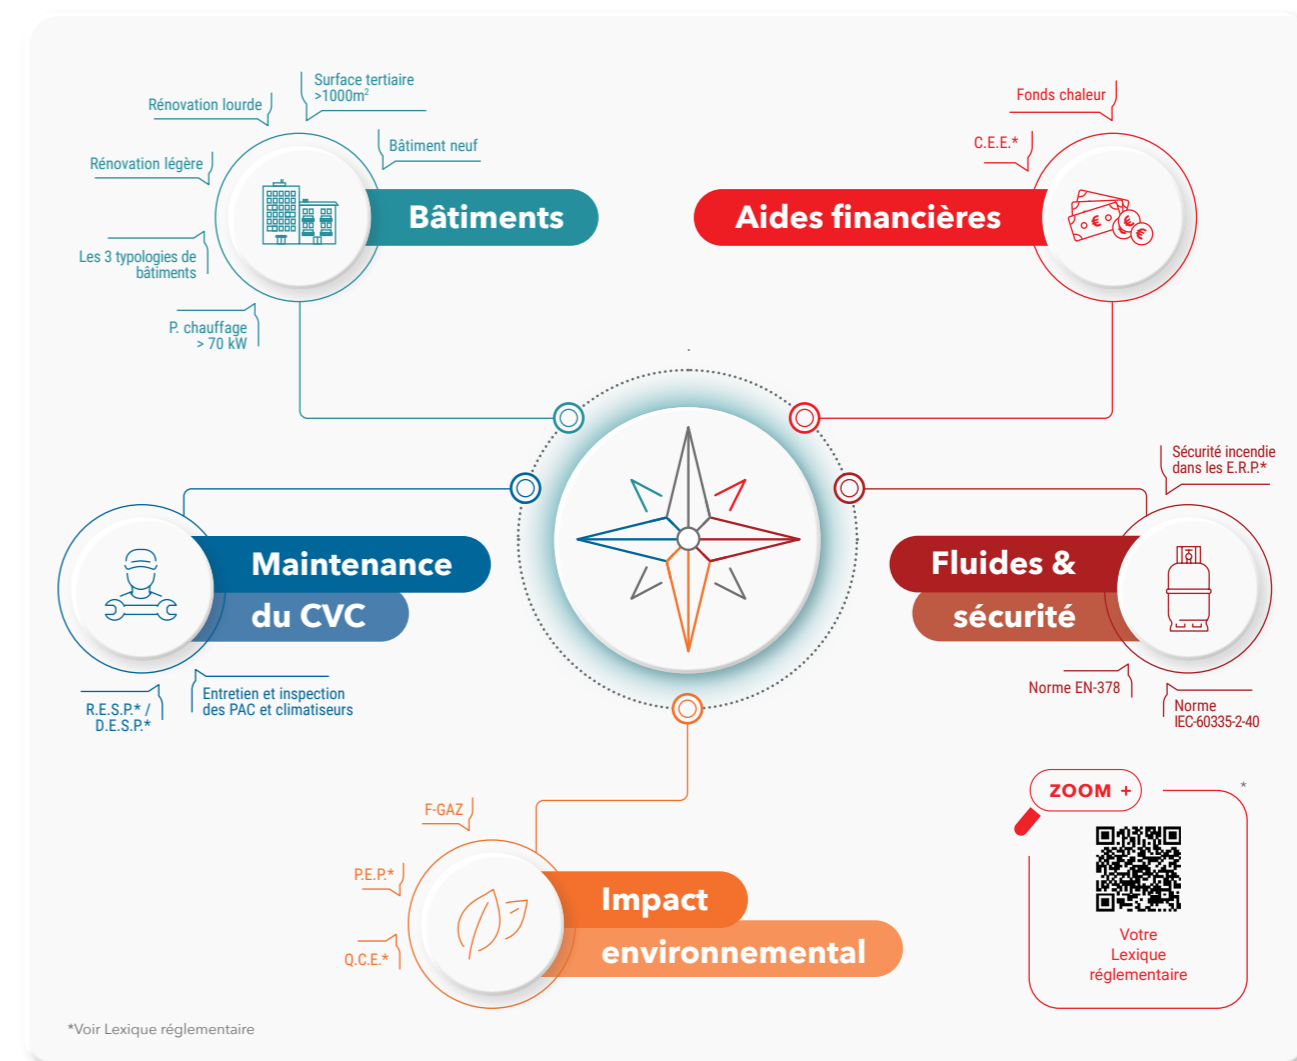 Surface tertiaire
>1000m²
Rénovation lourde
Bâtiment neuf
Rénovation légère
Bâtiments
Les 3 typologies de
bâtiments
P. chauffage
> 70 kW
Fonds chaleur
C.E.E.*
Aides financières
Maintenance
du CVC
R.E.S.P.* /
D.E.S.P.*
Entretien et inspection
des PAC et climatiseurs
Sécurité incendie
dans les E.R.P.*
Fluides &
sécurité
Norme EN-378
Norme
IEC-60335-2-40
F-GAZ
P.E.P.*
Q.C.E.*
Impact
environnemental
ZOOM +
*
Votre
Lexique
réglementaire
*Voir Lexique réglementaire